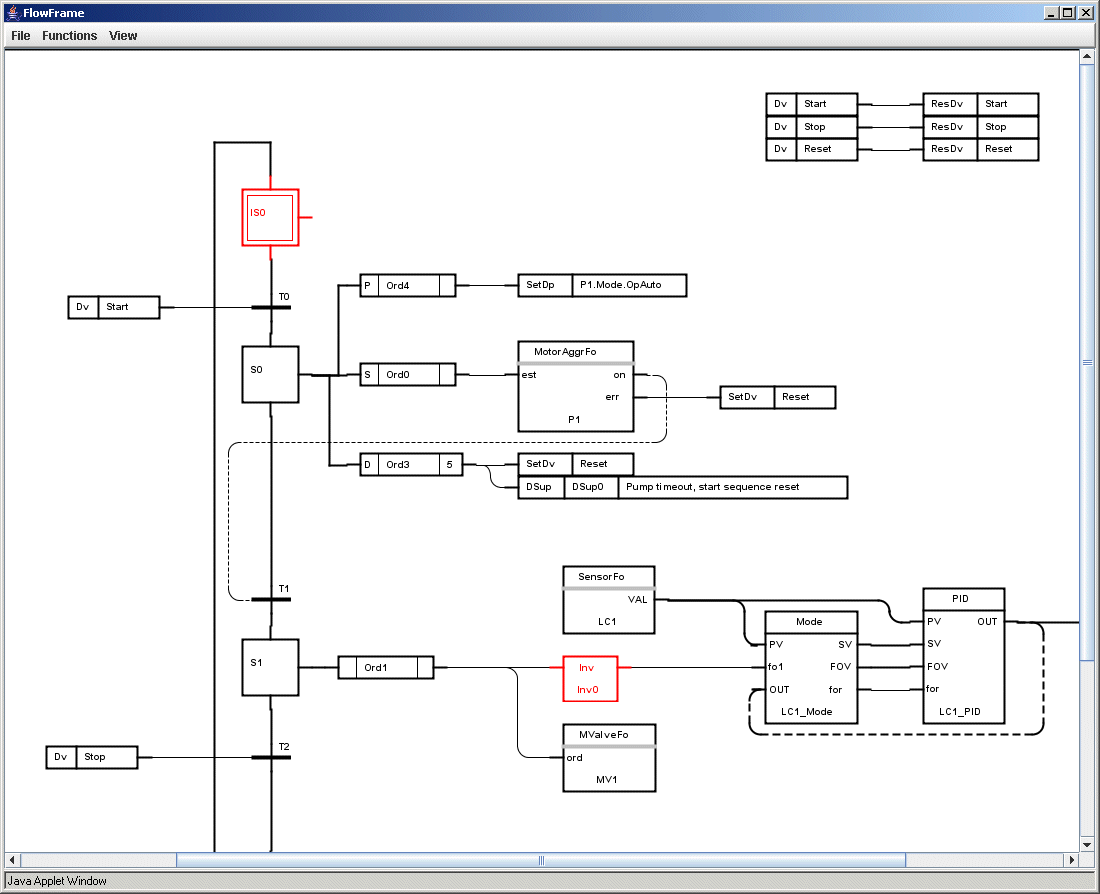 FlowFrame
File Functions View
Dv Start ResDv Start
Dv Stop ResDv Stop
Dv Reset ResDv Reset
IS0
P Ord4 SetDp P1.Mode.OpAuto
T0
Dv Start
S0
S Ord0
MotorAggrFo
est on
err
P1
SetDv Reset
D Ord3 5
SetDv Reset
DSup DSup0 Pump timeout, start sequence reset
T1
SensorFo
VAL
LC1
Mode
PV SV
fo1 FOV
OUT for
LC1_Mode
PID
PV OUT
SV
FOV
for
LC1_PID
S1
Ord1
Inv
Inv0
MValveFo
ord
MV1
T2
Dv Stop
Java Applet Window